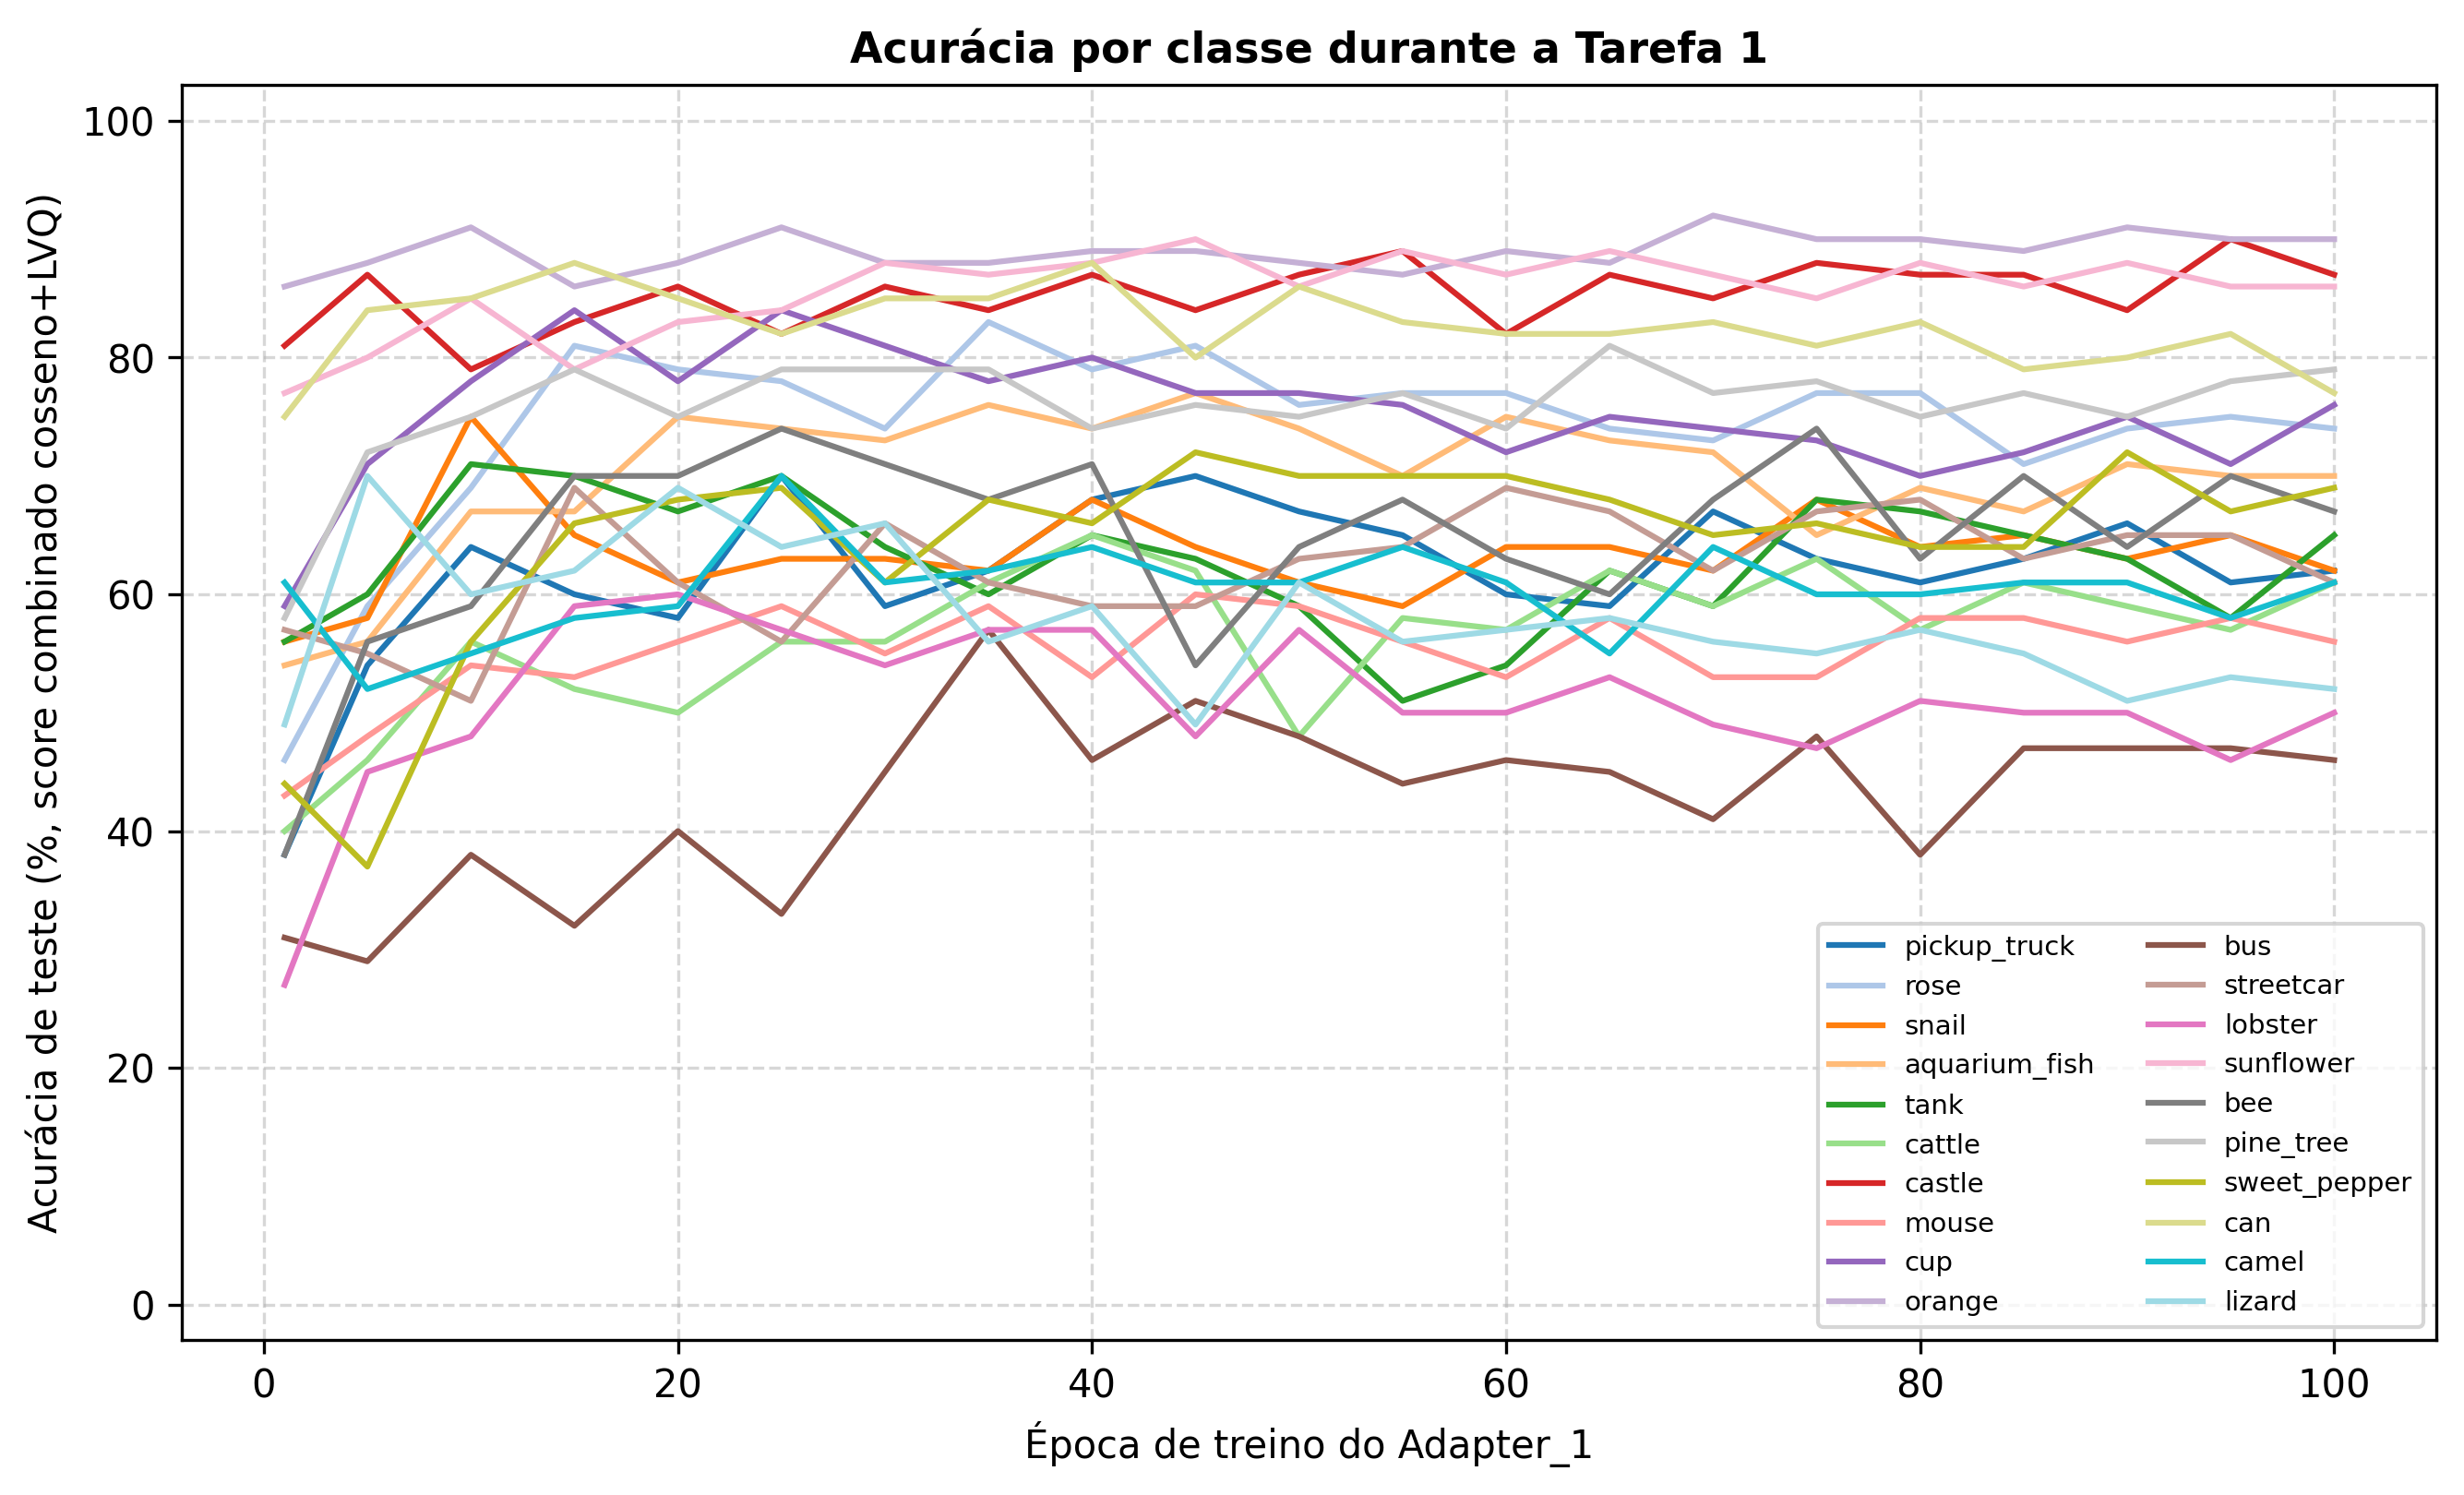 Acurácia por classe durante a Tarefa 1
Acurácia de teste (%, score combinado cosseno+LVQ)
100
80
60
40
20
0
0 20 40 60 80 100
Época de treino do Adapter_1
pickup_truck
rose
snail
aquarium_fish
tank
cattle
castle
mouse
cup
orange
bus
streetcar
lobster
sunflower
bee
pine_tree
sweet_pepper
can
camel
lizard